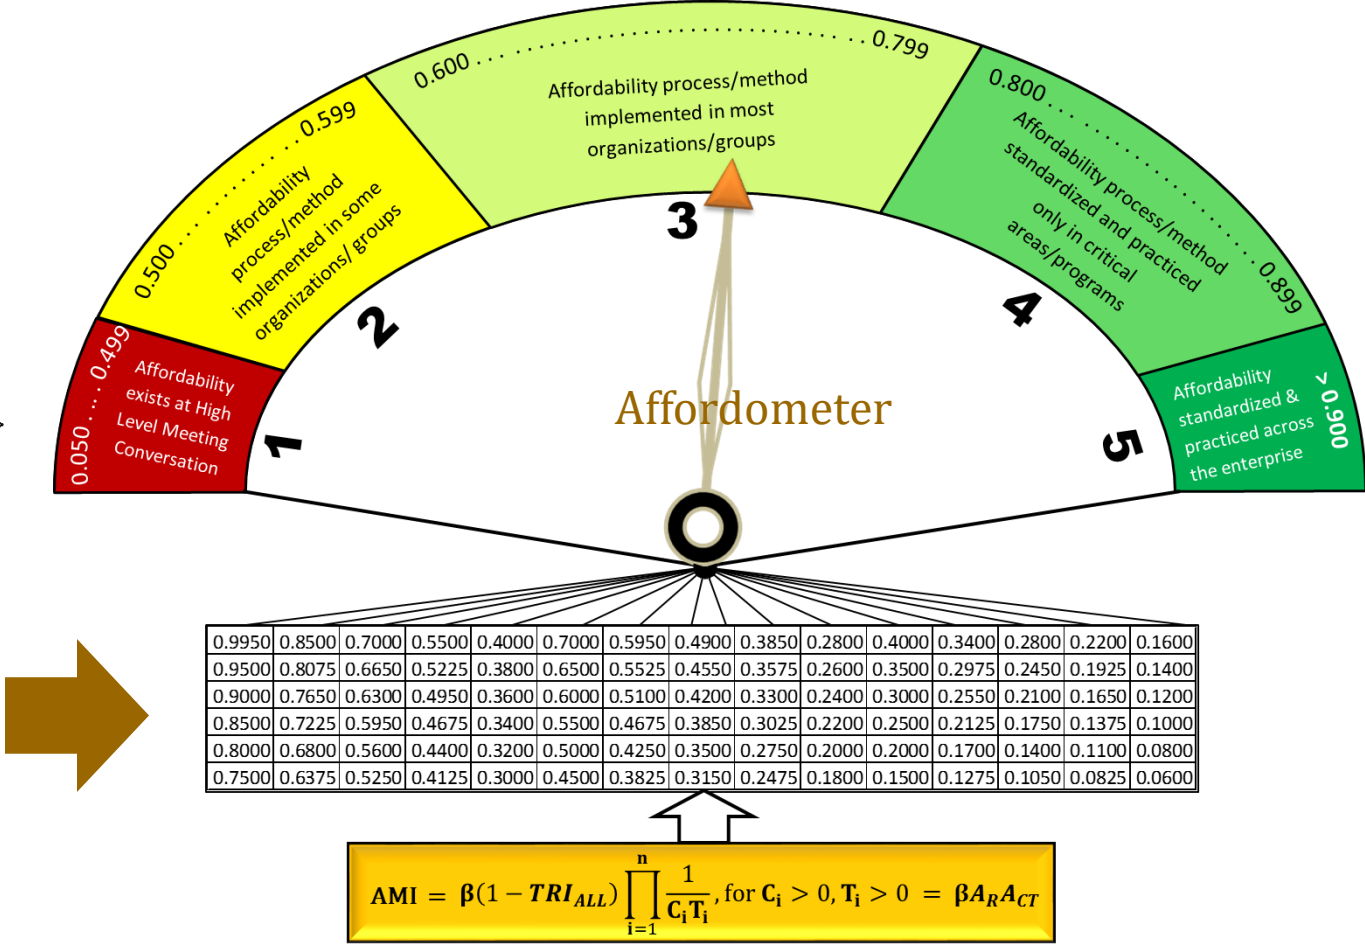 0.050.... 0.499
Affordability
exists at High
Level Meeting
Conversation
1
0.500 . . . . . . . . . . . . . 0.599
Affordability
process/method
implemented in some
organizations/ groups
2
0.600 . . . . . . . . . . . . . . . . . . . . . . . . . . . . . . . 0.799
Affordability process/method
implemented in most
organizations/groups
3
0.800 . . . . . . . . . . . . . . . . . . . . . . 0.899
Affordability process/method
standardized and practiced
only in critical
areas/programs
4
> 0.900
Affordability
standardized &
practiced across
the enterprise
5
Affordometer
0.9950 0.8500 0.7000 0.5500 0.4000 0.7000 0.5950 0.4900 0.3850 0.2800 0.4000 0.3400 0.2800 0.2200 0.1600
0.9500 0.8075 0.6650 0.5225 0.3800 0.6500 0.5525 0.4550 0.3575 0.2600 0.3500 0.2975 0.2450 0.1925 0.1400
0.9000 0.7650 0.6300 0.4950 0.3600 0.6000 0.5100 0.4200 0.3300 0.2400 0.3000 0.2550 0.2100 0.1650 0.1200
0.8500 0.7225 0.5950 0.4675 0.3400 0.5500 0.4675 0.3850 0.3025 0.2200 0.2500 0.2125 0.1750 0.1375 0.1000
0.8000 0.6800 0.5600 0.4400 0.3200 0.5000 0.4250 0.3500 0.2750 0.2000 0.2000 0.1700 0.1400 0.1100 0.0800
0.7500 0.6375 0.5250 0.4125 0.3000 0.4500 0.3825 0.3150 0.2475 0.1800 0.1500 0.1275 0.1050 0.0825 0.0600
AMI = β(1 − TRI_ALL) ∏_{i=1}^{n} 1/(C_i T_i), for C_i > 0, T_i > 0 = βA_R A_CT